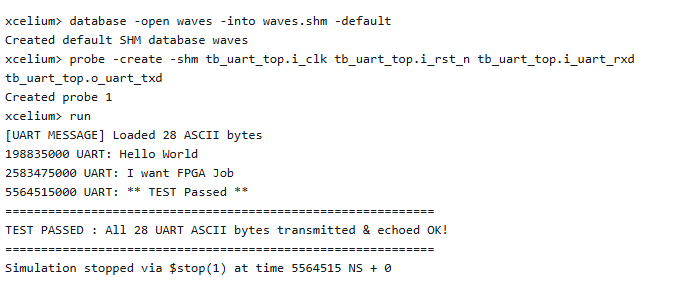 xcelium> database -open waves -into waves.shm -default
Created default SHM database waves
xcelium> probe -create -shm tb_uart_top.i_clk tb_uart_top.i_rst_n tb_uart_top.i_uart_rxd
tb_uart_top.o_uart_txd
Created probe 1
xcelium> run
[UART MESSAGE] Loaded 28 ASCII bytes
198835000 UART: Hello World
2583475000 UART: I want FPGA Job
5564515000 UART: ** TEST Passed **
============================================================
TEST PASSED : All 28 UART ASCII bytes transmitted & echoed OK!
============================================================
Simulation stopped via $stop(1) at time 5564515 NS + 0